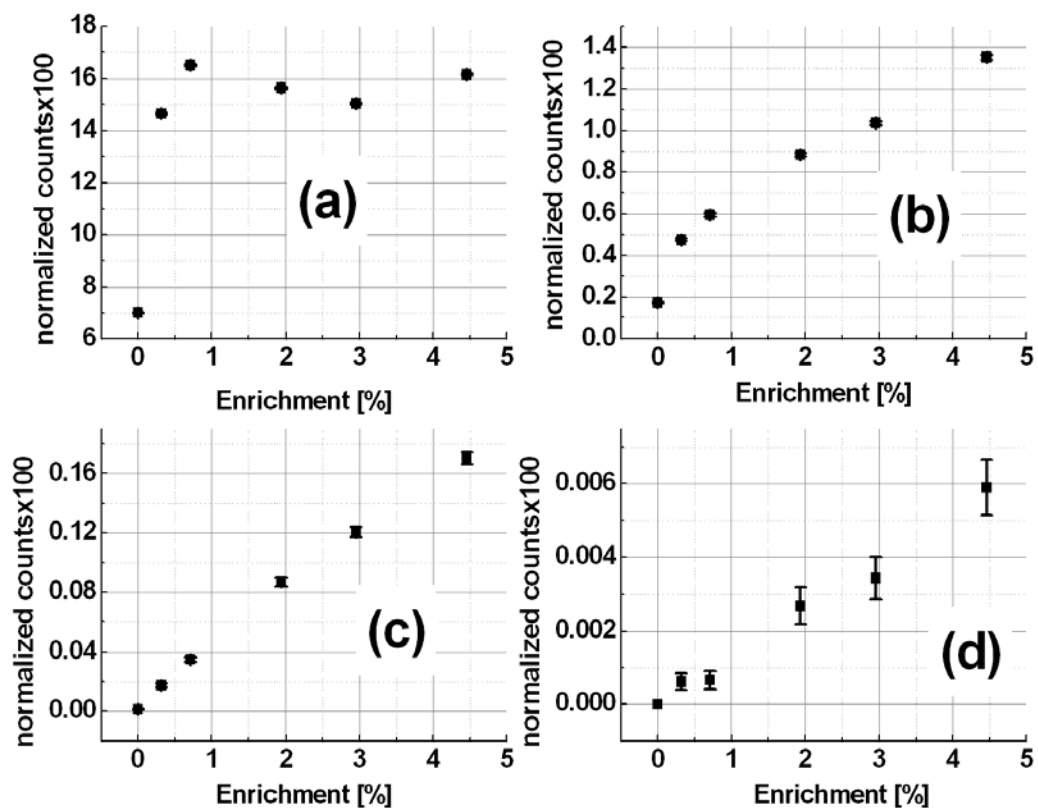 normalized countsx100
18
16
14
12
10
8
6
(a)
0 1 2 3 4 5
Enrichment [%]
normalized countsx100
1.4
1.2
1.0
0.8
0.6
0.4
0.2
0.0
(b)
0 1 2 3 4 5
Enrichment [%]
normalized countsx100
0.16
0.12
0.08
0.04
0.00
(c)
0 1 2 3 4 5
Enrichment [%]
normalized countsx100
0.006
0.004
0.002
0.000
(d)
0 1 2 3 4 5
Enrichment [%]